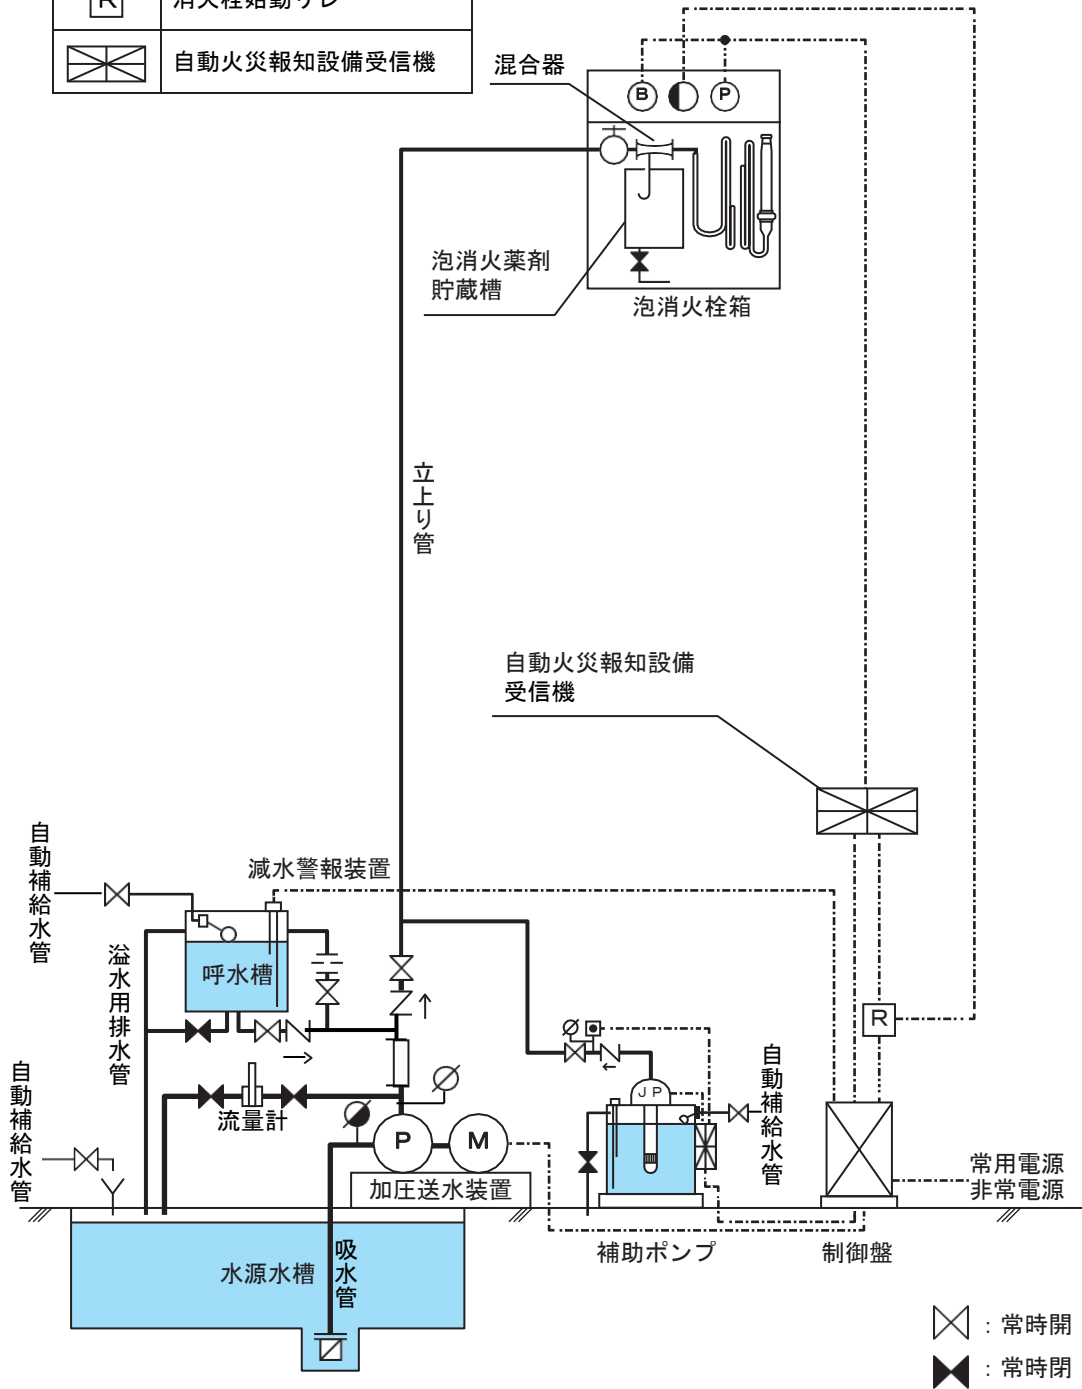 R
自動火災報知設備受信機
混合器
B
P
泡消火薬剤
貯蔵槽
泡消火栓箱
立上り管
自動火災報知設備
受信機
自動補給水管
減水警報装置
溢水用排水管
呼水槽
R
自動補給水管
流量計
P
M
JP
自動補給水管
加圧送水装置
常用電源
非常電源
補助ポンプ
制御盤
水源水槽
吸水管
：常時開
：常時閉